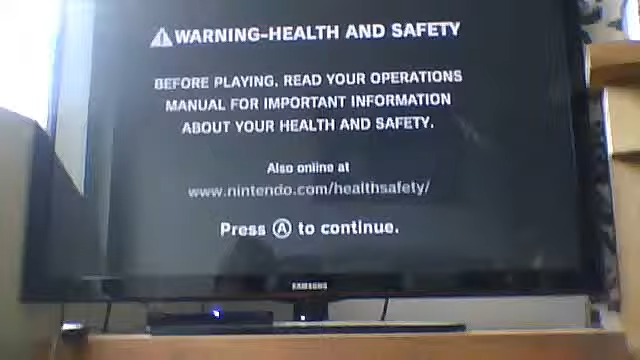 WARNING-HEALTH AND SAFETY
BEFORE PLAYING, READ YOUR OPERATIONS
MANUAL FOR IMPORTANT INFORMATION
ABOUT YOUR HEALTH AND SAFETY.
Also online at
www.nintendo.com/healthsafety/
Press A to continue.
SAMSUNG